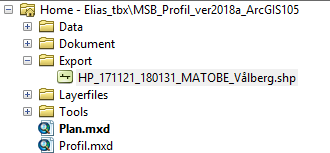 Home - Elias_tbx\MSB_Profil_ver2018a_ArcGIS105
Data
Dokument
Export
HP_171121_180131_MATOBE_Vålberg.shp
Layerfiles
Tools
Plan.mxd
Profil.mxd